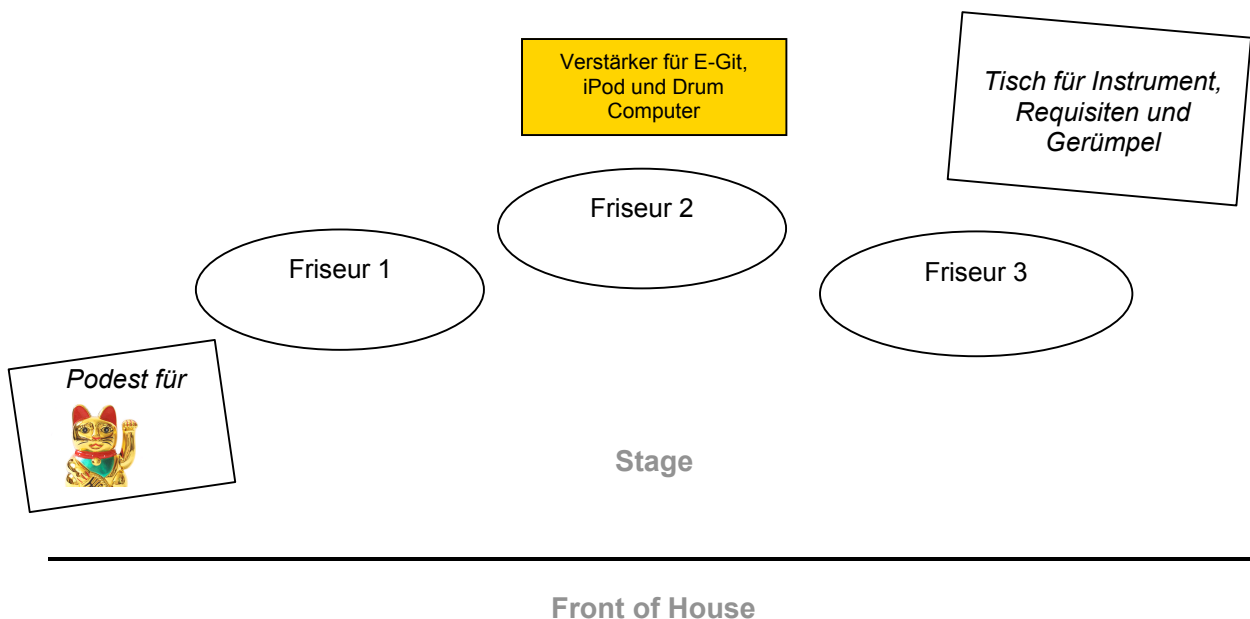 Verstärker für E-Git,
iPod und Drum
Computer
Tisch für Instrument,
Requisiten und
Gerümpel
Friseur 1
Friseur 2
Friseur 3
Podest für
Stage
Front of House